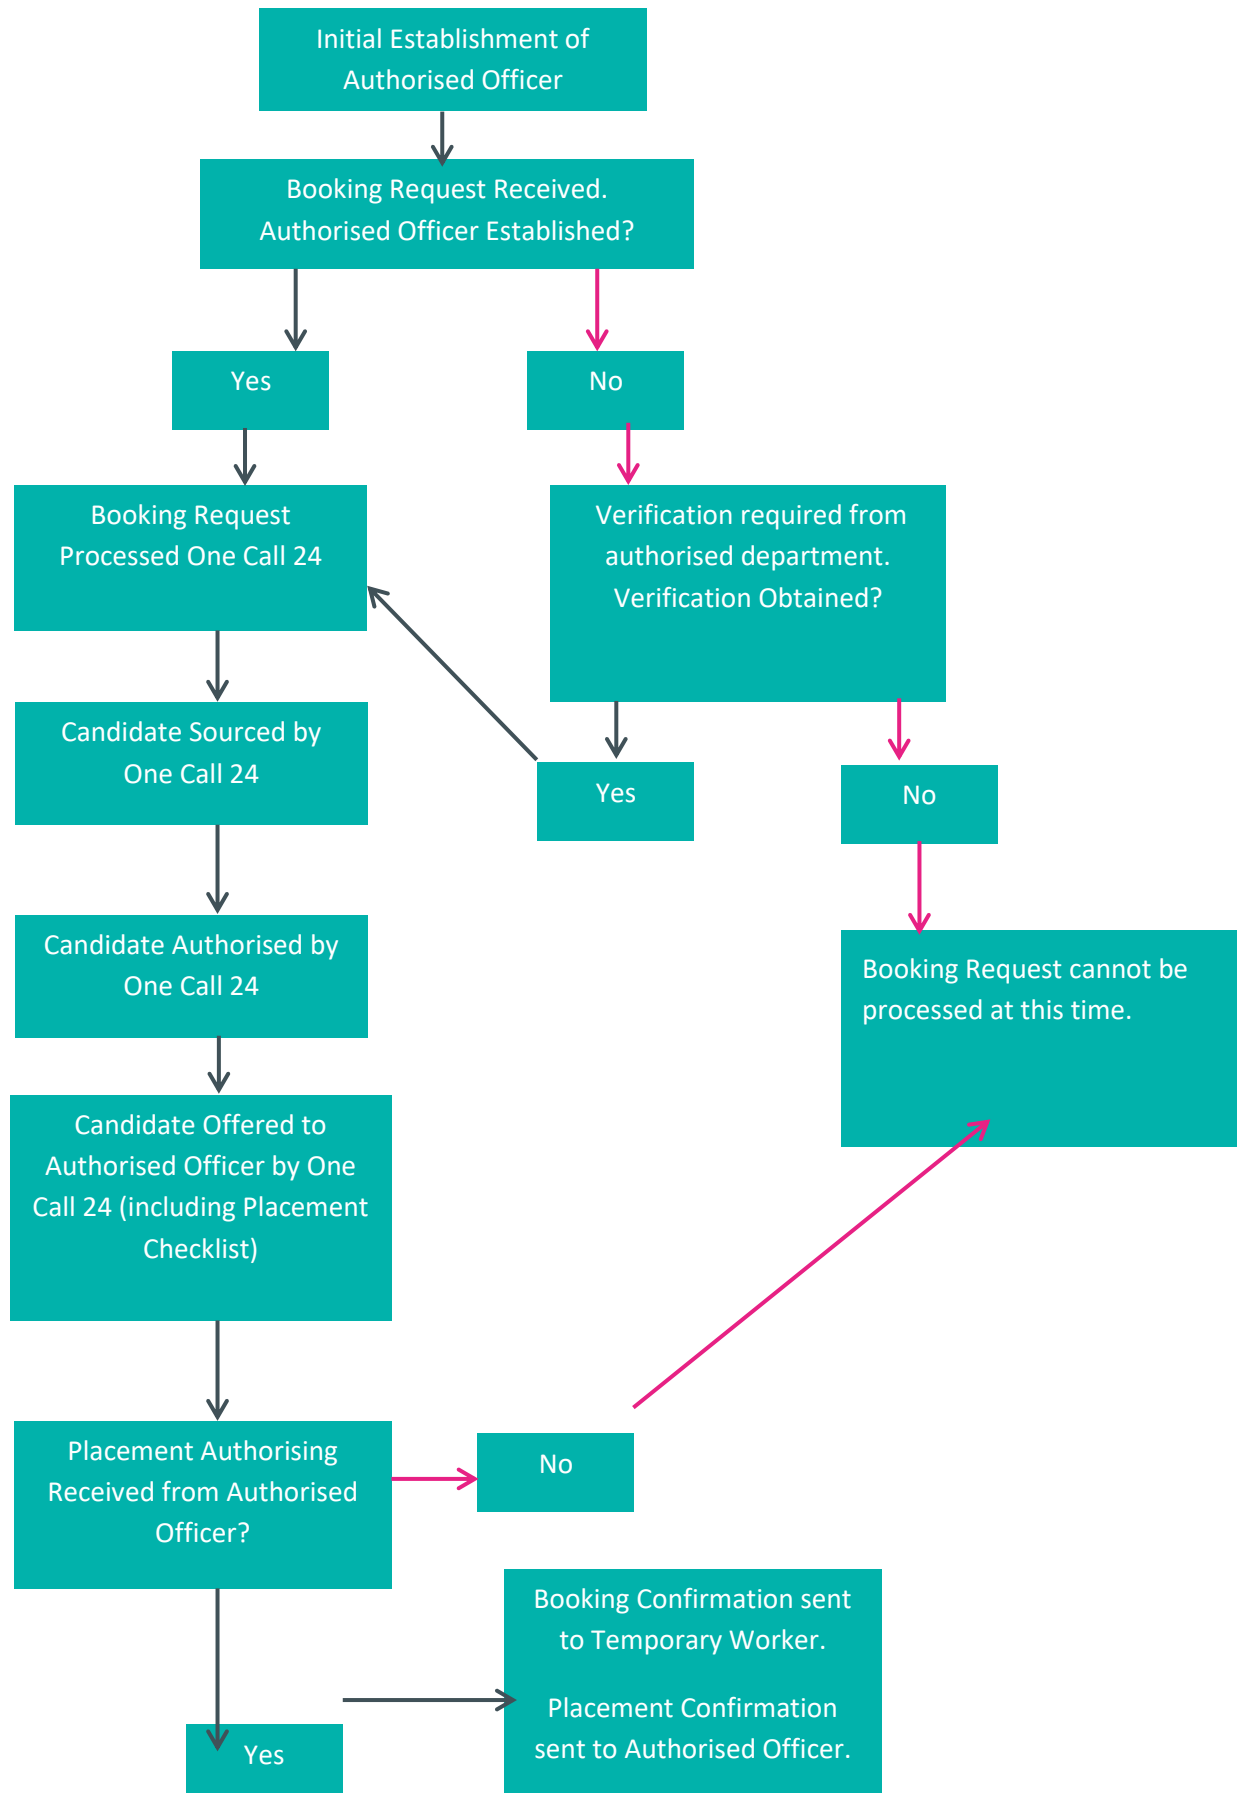 Initial Establishment of
Authorised Officer
Booking Request Received.
Authorised Officer Established?
Yes
No
Booking Request
Processed One Call 24
Verification required from
authorised department.
Verification Obtained?
Candidate Sourced by
One Call 24
Yes
No
Candidate Authorised by
One Call 24
Booking Request cannot be
processed at this time.
Candidate Offered to
Authorised Officer by One
Call 24 (including Placement
Checklist)
Placement Authorising
Received from Authorised
Officer?
No
Booking Confirmation sent
to Temporary Worker.
Placement Confirmation
sent to Authorised Officer.
Yes